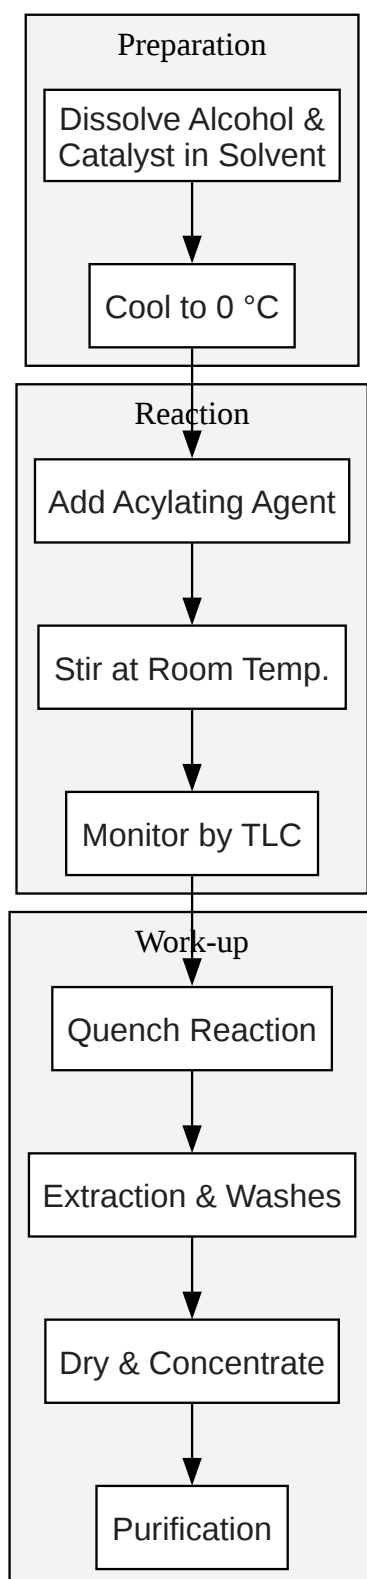 Preparation
Dissolve Alcohol &
Catalyst in Solvent
Cool to 0 °C
Reaction
Add Acylating Agent
Stir at Room Temp.
Monitor by TLC
Work-up
Quench Reaction
Extraction & Washes
Dry & Concentrate
Purification